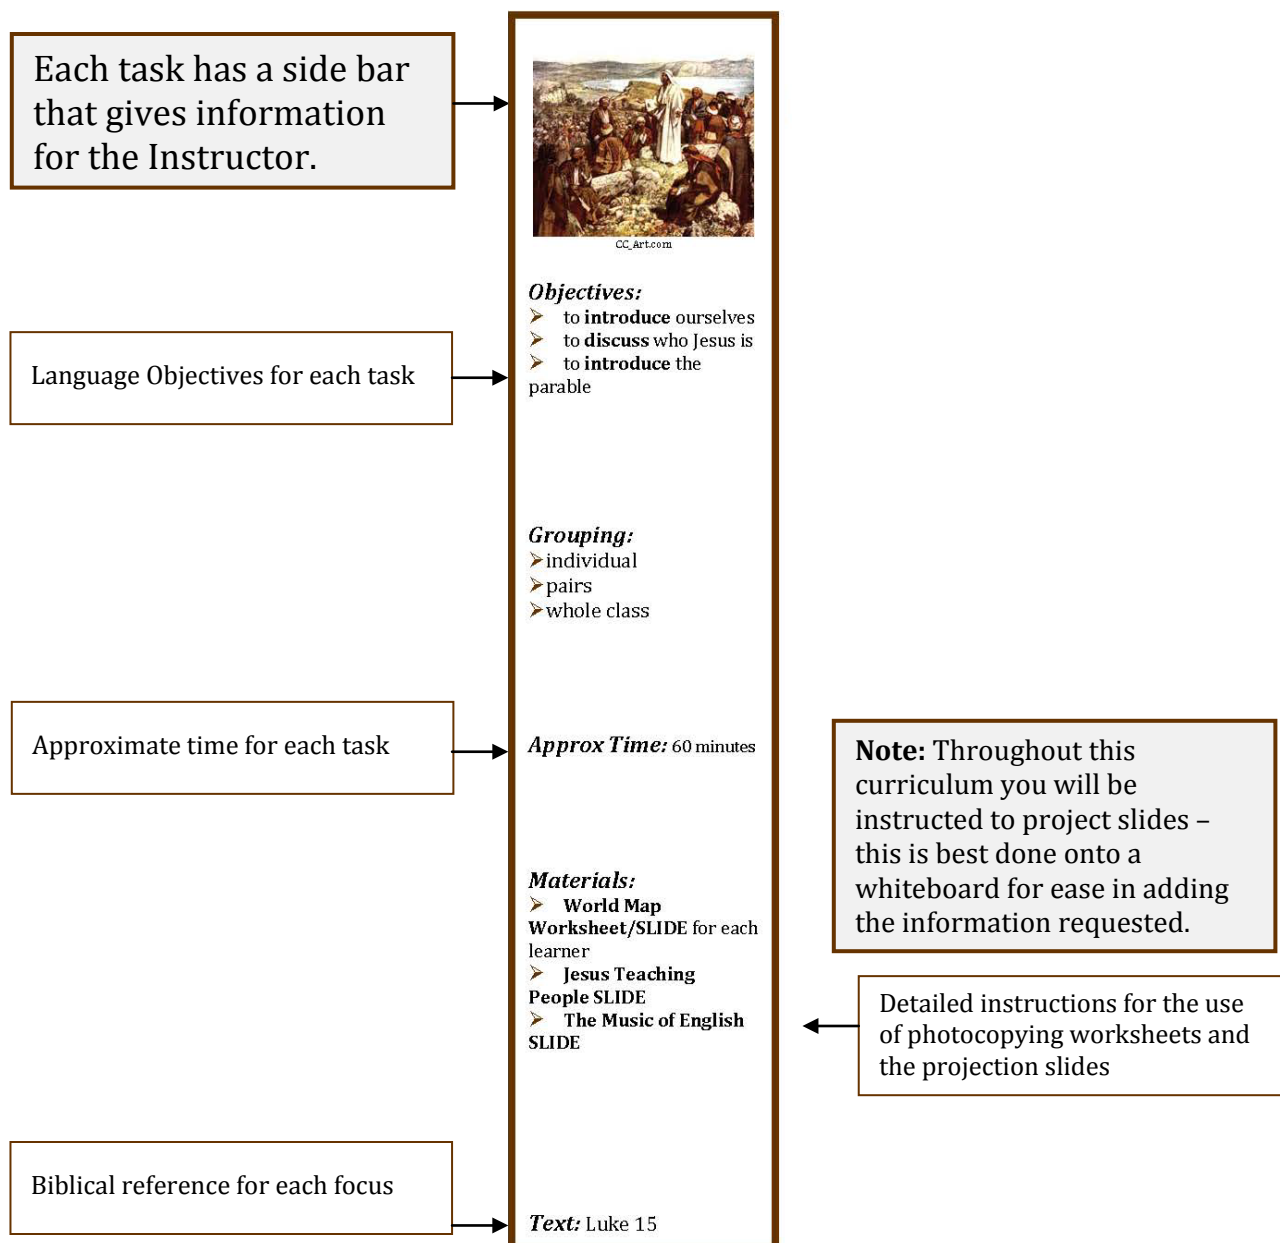 Each task has a side bar
that gives information
for the Instructor.
CC_Art.com
Objectives:
➢ to introduce ourselves
➢ to discuss who Jesus is
➢ to introduce the
parable
Language Objectives for each task
Grouping:
➢individual
➢pairs
➢whole class
Approximate time for each task
Approx Time: 60 minutes
Note: Throughout this
curriculum you will be
instructed to project slides –
this is best done onto a
whiteboard for ease in adding
the information requested.
Materials:
➢ World Map
Worksheet/SLIDE for each
learner
➢ Jesus Teaching
People SLIDE
➢ The Music of English
SLIDE
Detailed instructions for the use
of photocopying worksheets and
the projection slides
Biblical reference for each focus
Text: Luke 15